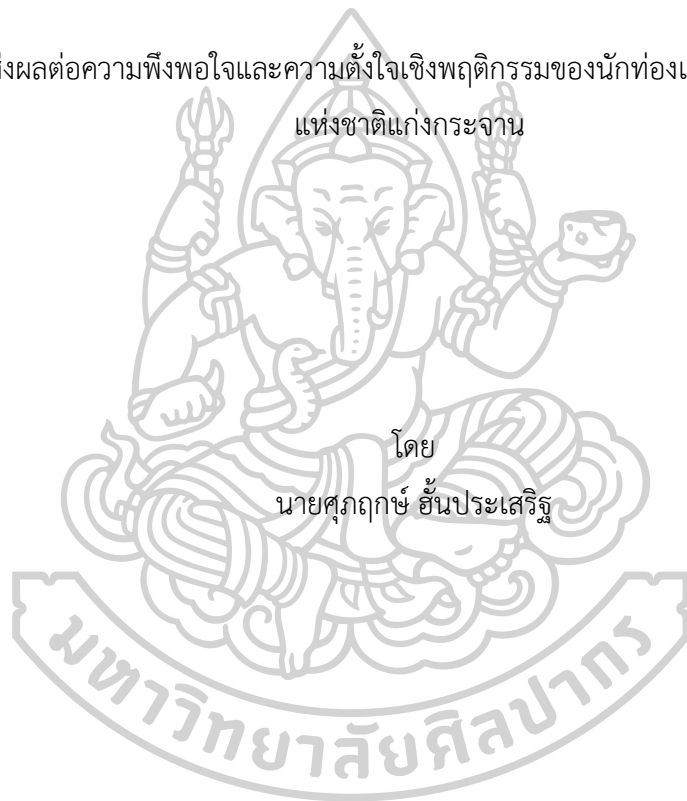 ส่งผลต่อความพึงพอใจและความตั้งใจเชิงพฤติกรรมของนักท่อง
แห่งชาติแก่งกระจาน
โดย
นายศุภฤกษ์ ฮั้นประเสริฐ
มหาวิทยาลัยศิลปากร